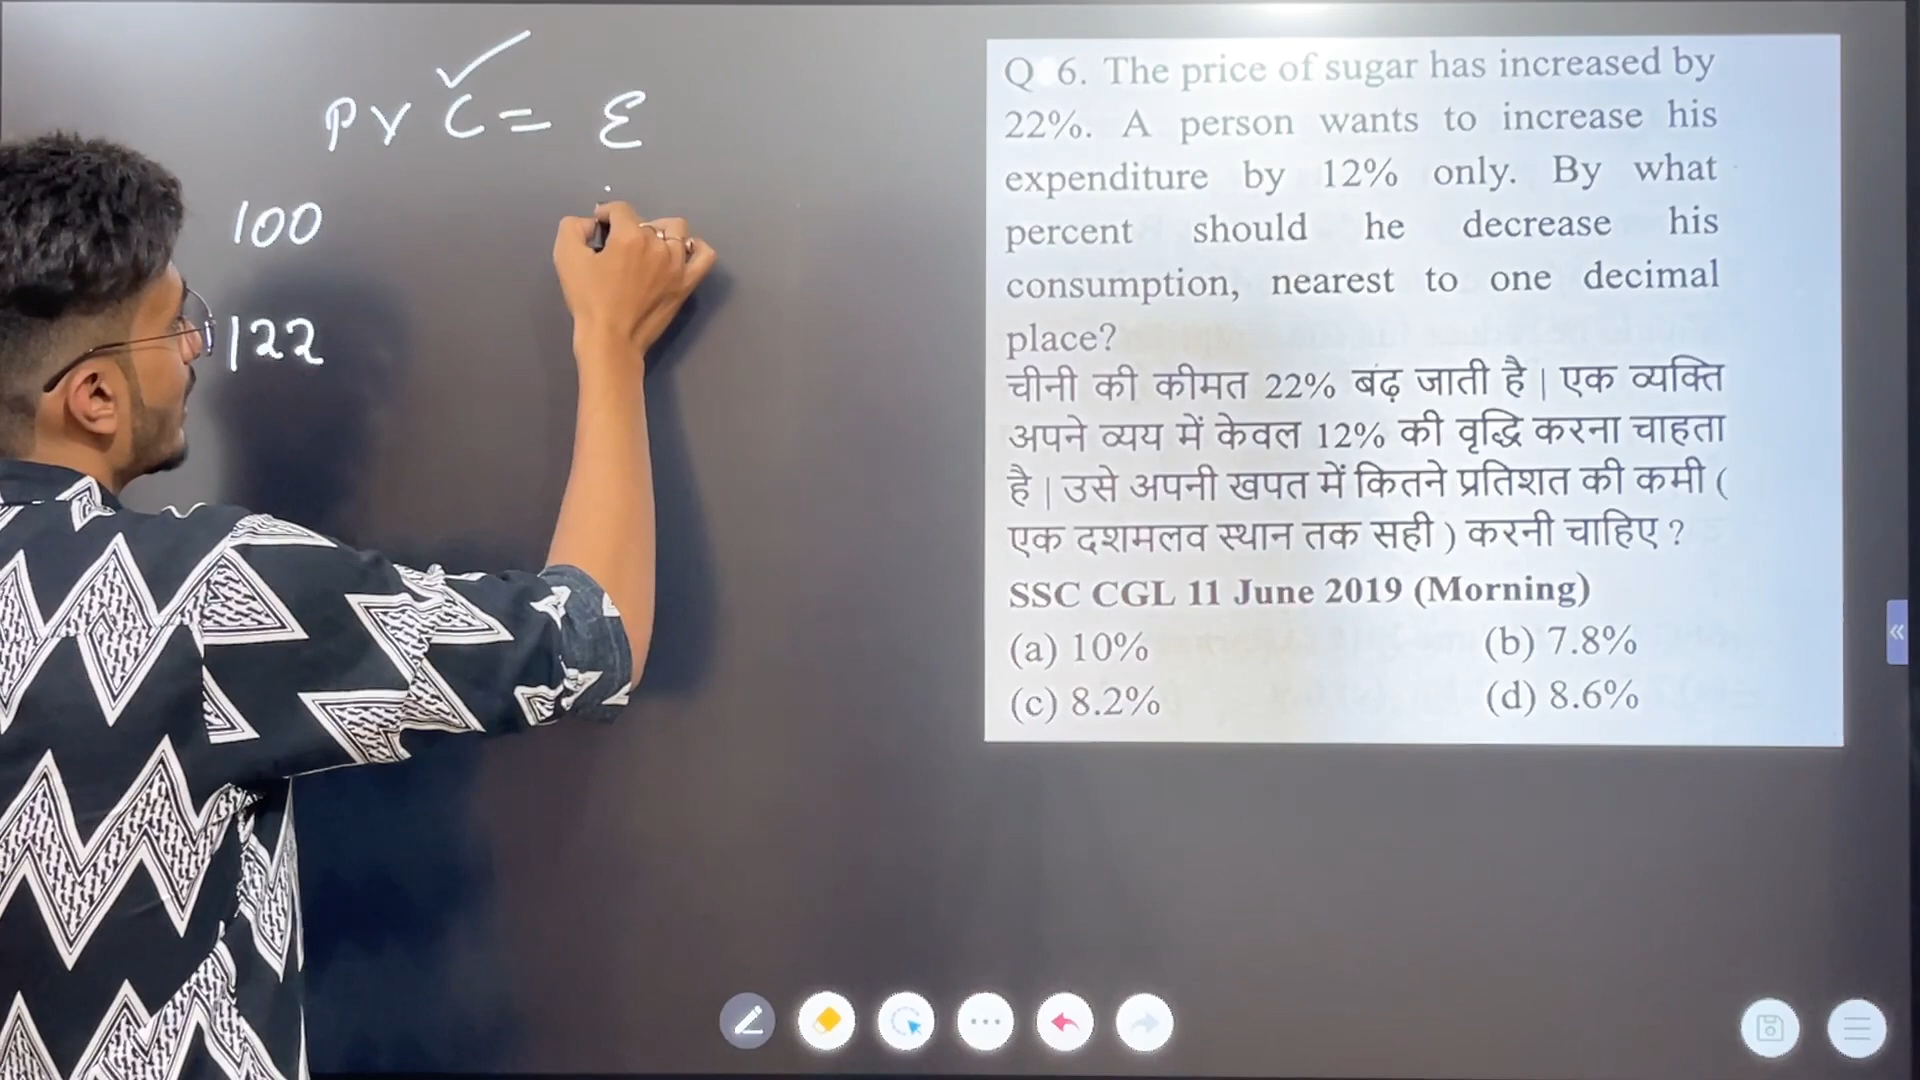 P × C = E
100
122
Q 6. The price of sugar has increased by
22%. A person wants to increase his
expenditure by 12% only. By what
percent should he decrease his
consumption, nearest to one decimal
place?
चीनी की कीमत 22% बढ़ जाती है | एक व्यक्ति
अपने व्यय में केवल 12% की वृद्धि करना चाहता
है | उसे अपनी खपत में कितने प्रतिशत की कमी (
एक दशमलव स्थान तक सही ) करनी चाहिए ?
SSC CGL 11 June 2019 (Morning)
(a) 10% (b) 7.8%
(c) 8.2% (d) 8.6%